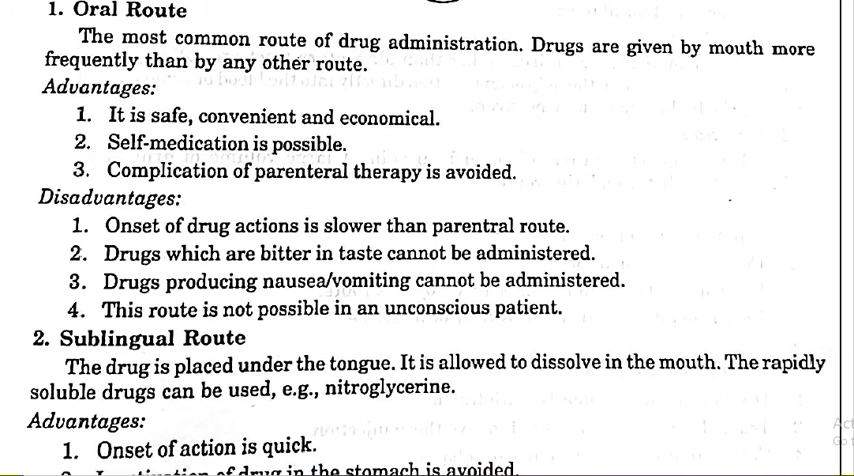 1. Oral Route
The most common route of drug administration. Drugs are given by mouth more
frequently than by any other route.
Advantages:
1. It is safe, convenient and economical.
2. Self-medication is possible.
3. Complication of parenteral therapy is avoided.
Disadvantages:
1. Onset of drug actions is slower than parentral route.
2. Drugs which are bitter in taste cannot be administered.
3. Drugs producing nausea/vomiting cannot be administered.
4. This route is not possible in an unconscious patient.
2. Sublingual Route
The drug is placed under the tongue. It is allowed to dissolve in the mouth. The rapidly
soluble drugs can be used, e.g., nitroglycerine.
Advantages:
1. Onset of action is quick.
of drug in the stomach is avoided.